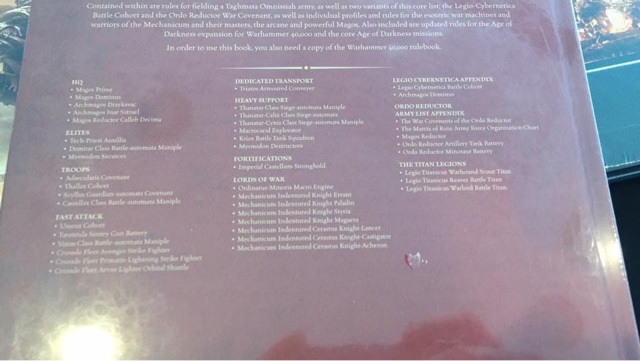 Contained within are rules for fielding a Taghmata Omnissiah army, as well as two variants of this core list: the Legio-Cybernetica
Battle Cohort and the Ordo Reductor War Covenant, as well as individual profiles and rules for the esoteric war machines and
warriors of the Mechanicum and their masters, the arcane and powerful Magos. Also included are updated rules for the Age of
Darkness expansion for Warhammer 40,000 and the core Age of Darkness missions.
In order to use this book, you also need a copy of the Warhammer 40,000 rulebook.
HQ
• Magos Prime
• Magos Dominus
• Archmagos Draykavac
• Archmagos Inar Satarael
• Magos Reductor Calleb Decima
ELITES
• Tech-Priest Auxilia
• Domitar Class Battle-automata Maniple
• Myrmidon Secutors
TROOPS
• Adsecularis Covenant
• Thallax Cohort
• Scyllax Guardian-automata Covenant
• Castellax Class Battle-automata Maniple
FAST ATTACK
• Ursarax Cohort
• Tarantula Sentry Gun Battery
• Vorax Class Battle-automata Maniple
• Crusade Fleet Avenger Strike Fighter
• Crusade Fleet Primaris-Lightning Strike Fighter
• Crusade Fleet Arvus Lighter Orbital Shuttle
DEDICATED TRANSPORT
• Triaros Armoured Conveyer
HEAVY SUPPORT
• Thanatar Class Siege-automata Maniple
• Thanatar-Calix Class Siege-automata
• Thanatar-Cynis Class Siege-automata Maniple
• Macrocarid Explorator
• Krios Battle Tank Squadron
• Myrmidon Destructors
FORTIFICATIONS
• Imperial Castellum Stronghold
LORDS OF WAR
• Ordinatus-Minoris Macro Engine
• Mechanicum Indentured Knight Errant
• Mechanicum Indentured Knight Paladin
• Mechanicum Indentured Knight Styrix
• Mechanicum Indentured Knight Magaera
• Mechanicum Indentured Cerastus Knight-Lancer
• Mechanicum Indentured Cerastus Knight-Castigator
• Mechanicum Indentured Cerastus Knight-Acheron
LEGIO CYBERNETICA APPENDIX
• Legio Cybernetica Battle Cohort
• Archmagos Dominus
ORDO REDUCTOR
ARMY LIST APPENDIX
• The War Covenants of the Ordo Reductor
• The Matrix of Ruin Army Force Organisation Chart
• Magos Reductor
• Ordo Reductor Artillery Tank Battery
• Ordo Reductor Minotaur Battery
THE TITAN LEGIONS
• Legio Titanicus Warhound Scout Titan
• Legio Titanicus Reaver Battle Titan
• Legio Titanicus Warlord Battle Titan